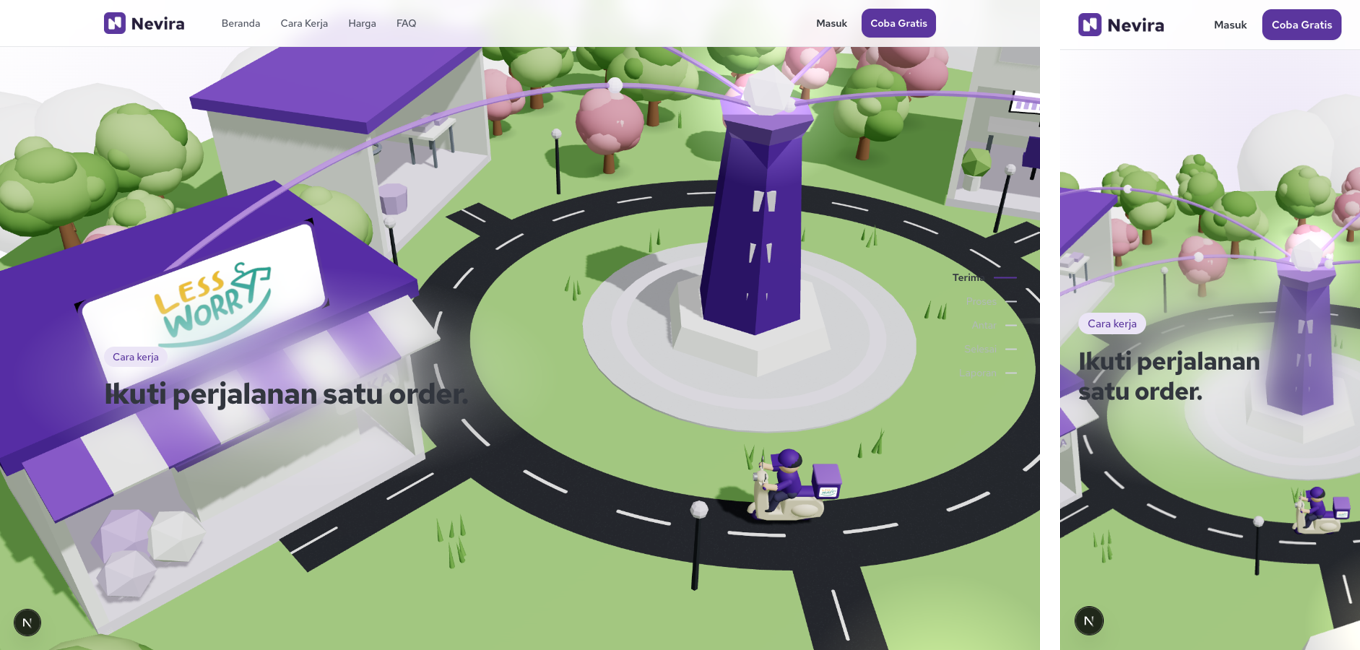 Nevira
Beranda
Cara Kerja
Harga
FAQ
Masuk
Coba Gratis
LESS
WORRY
Terima
Cara kerja
Ikuti perjalanan satu order.
N
Nevira
Masuk
Coba Gratis
Cara kerja
Ikuti perjalanan
satu order.
N